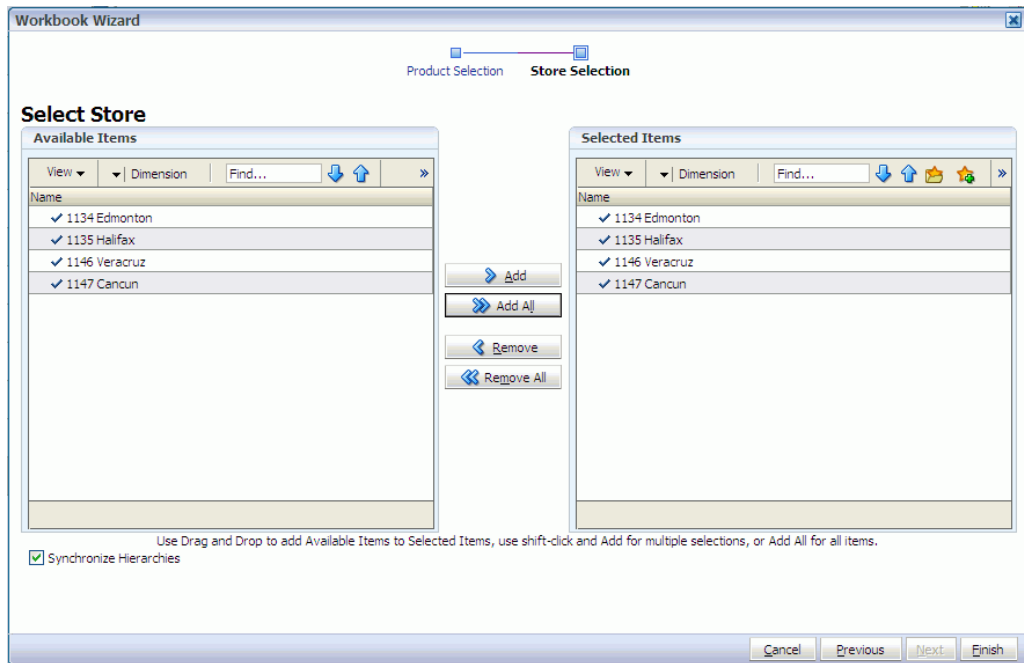 Workbook Wizard
Product Selection Store Selection
Select Store
Available Items
View Dimension Find... »
Name
1134 Edmonton
1135 Halifax
1146 Veracruz
1147 Cancun
Add
Add All
Remove
Remove All
Selected Items
View Dimension Find... »
Name
1134 Edmonton
1135 Halifax
1146 Veracruz
1147 Cancun
Use Drag and Drop to add Available Items to Selected Items, use shift-click and Add for multiple selections, or Add All for all items.
Synchronize Hierarchies
Cancel Previous Next Finish